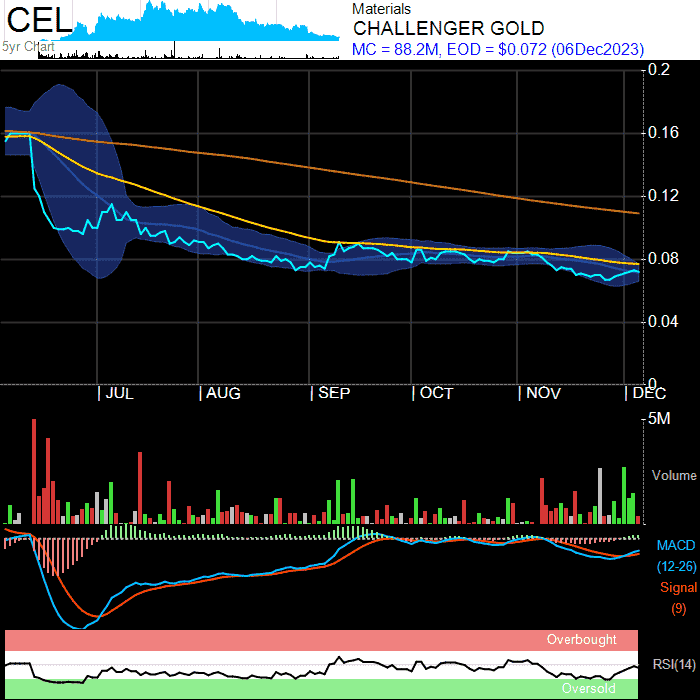 CEL
5yr Chart
Materials
CHALLENGER GOLD
MC = 88.2M, EOD = $0.072 (06Dec2023)
0.2
0.16
0.12
0.08
0.04
0
JUL
AUG
SEP
OCT
NOV
DEC
5M
Volume
MACD
(12-26)
Signal
(9)
Overbought
RSI(14)
Oversold